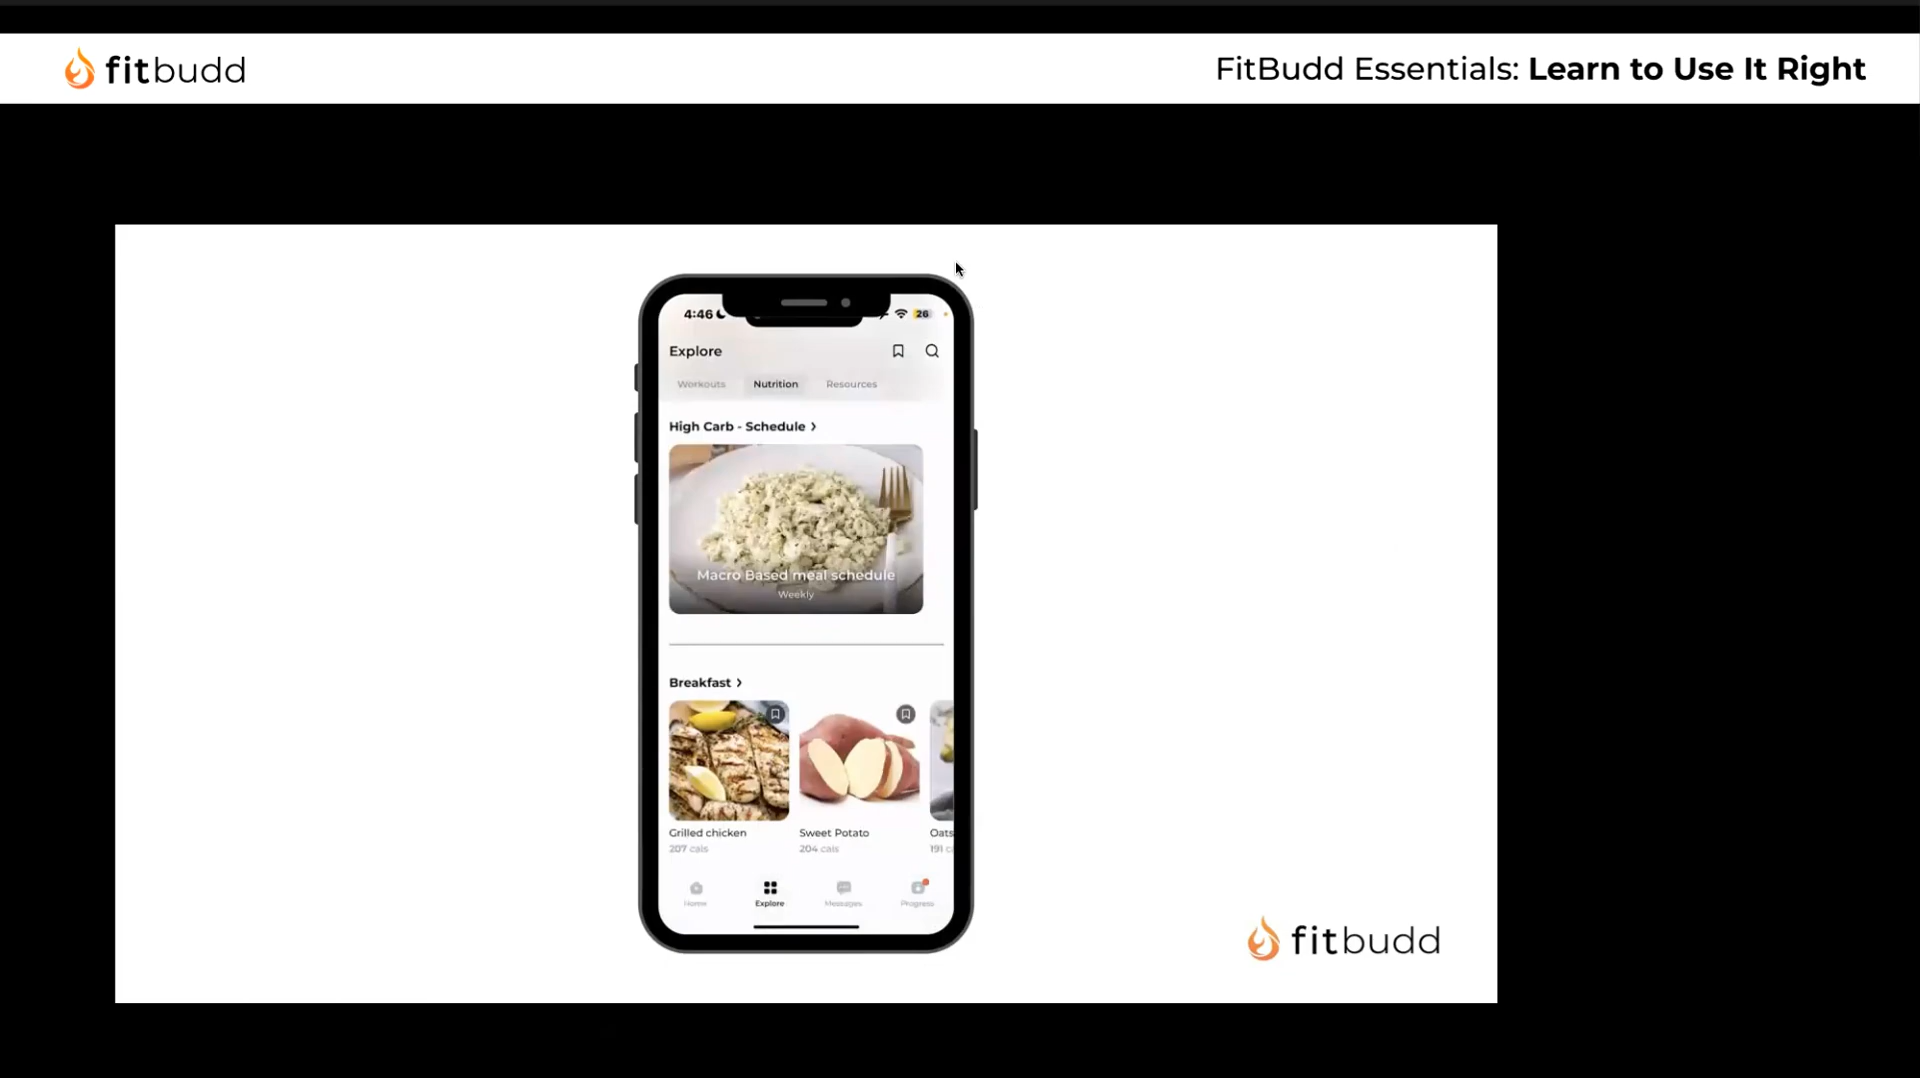 fitbudd
FitBudd Essentials: Learn to Use It Right
4:46
26
Explore
Workouts Nutrition Resources
High Carb - Schedule >
Macro Based meal schedule
Weekly
Breakfast >
Grilled chicken
207 cals
Sweet Potato
204 cals
Oats
191
Home Explore Messages Progress
fitbudd